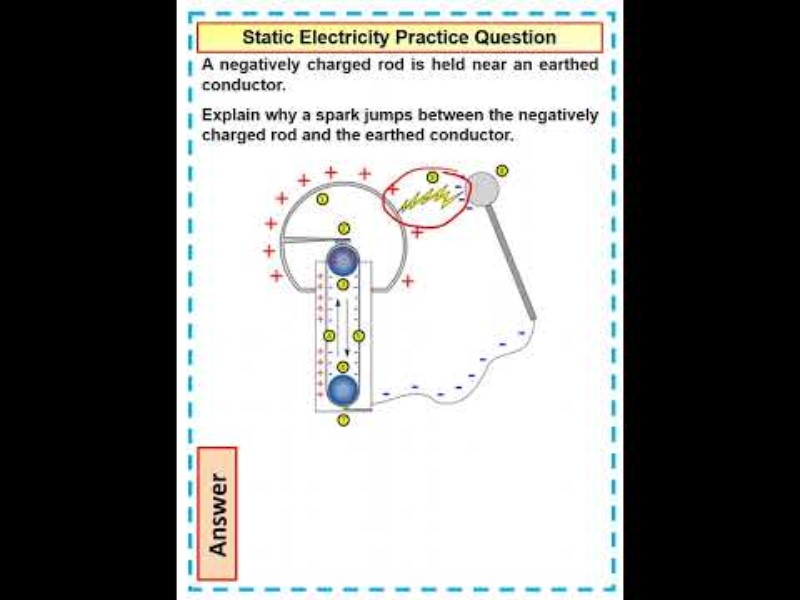 Static Electricity Practice Question
A negatively charged rod is held near an earthed
conductor.
Explain why a spark jumps between the negatively
charged rod and the earthed conductor.
Answer